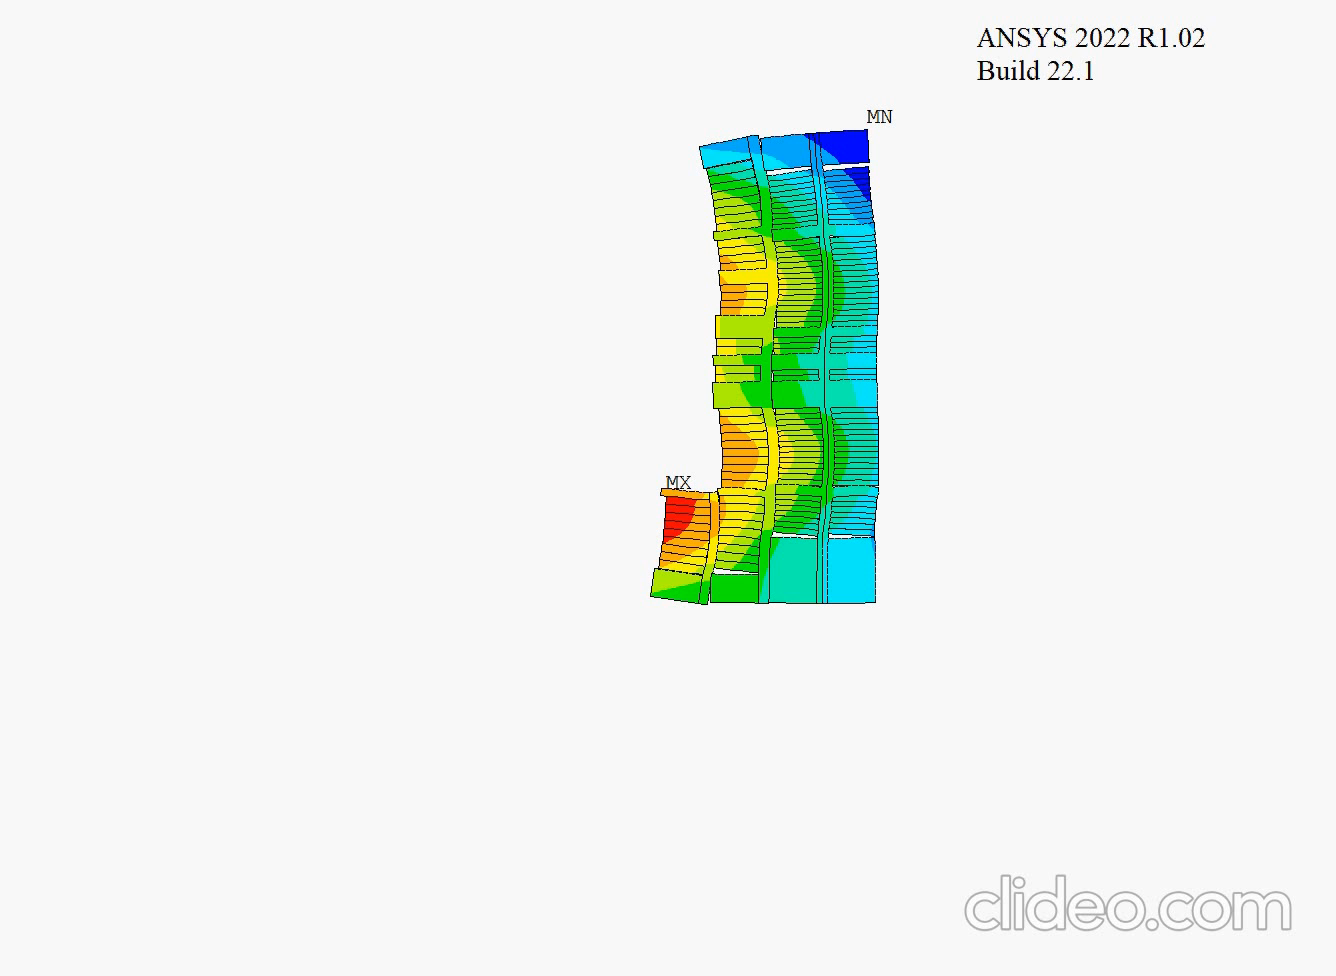 ANSYS 2022 R1.02
Build 22.1
MN
MX
clideo.com